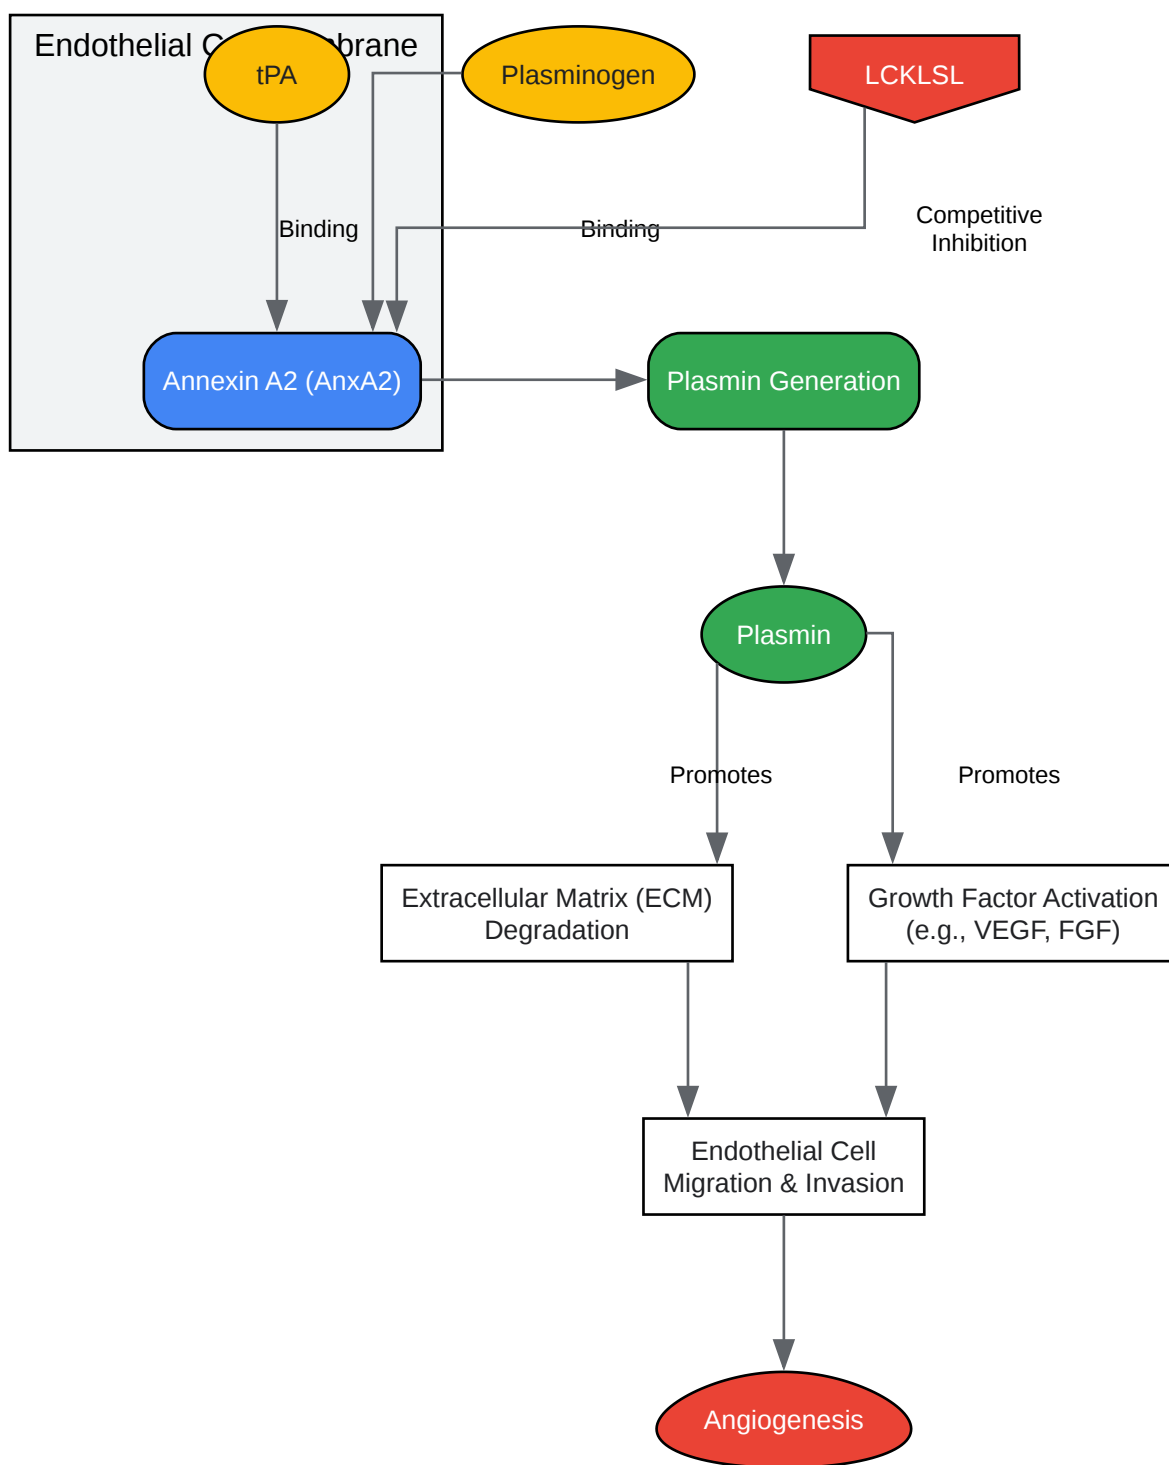 Endothelial C
brane
tPA
Plasminogen
LCKLSL
Binding
Binding
Competitive
Inhibition
Annexin A2 (AnxA2)
Plasmin Generation
Plasmin
Promotes
Promotes
Extracellular Matrix (ECM)
Degradation
Growth Factor Activation
(e.g., VEGF, FGF)
Endothelial Cell
Migration & Invasion
Angiogenesis